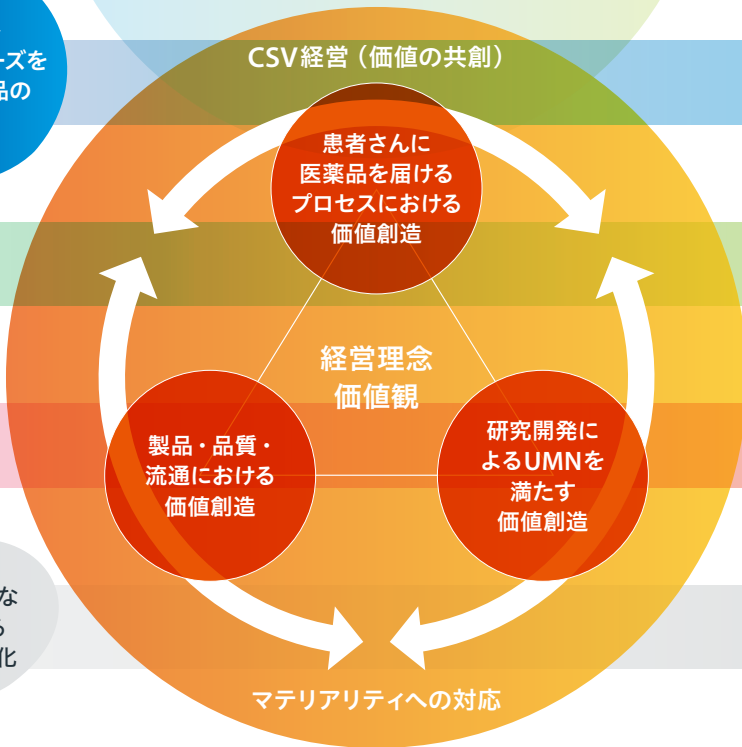 ーズを
品の
CSV経営（価値の共創）
患者さんに
医薬品を届ける
プロセスにおける
価値創造
経営理念
価値観
製品・品質・
流通における
価値創造
研究開発に
よるUMNを
満たす
価値創造
な
る
化
マテリアリティへの対応